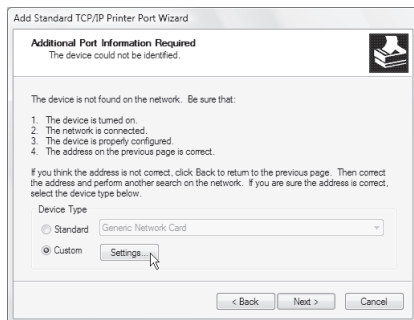 Add Standard TCP/IP Printer Port Wizard
Additional Port Information Required
The device could not be identified.
The device is not found on the network. Be sure that:
1. The device is turned on.
2. The network is connected.
3. The device is properly configured.
4. The address on the previous page is correct.
If you think the address is not correct, click Back to return to the previous page. Then correct
the address and perform another search on the network. If you are sure the address is correct,
select the device type below.
Device Type
Standard Generic Network Card
Custom Settings...
< Back Next > Cancel